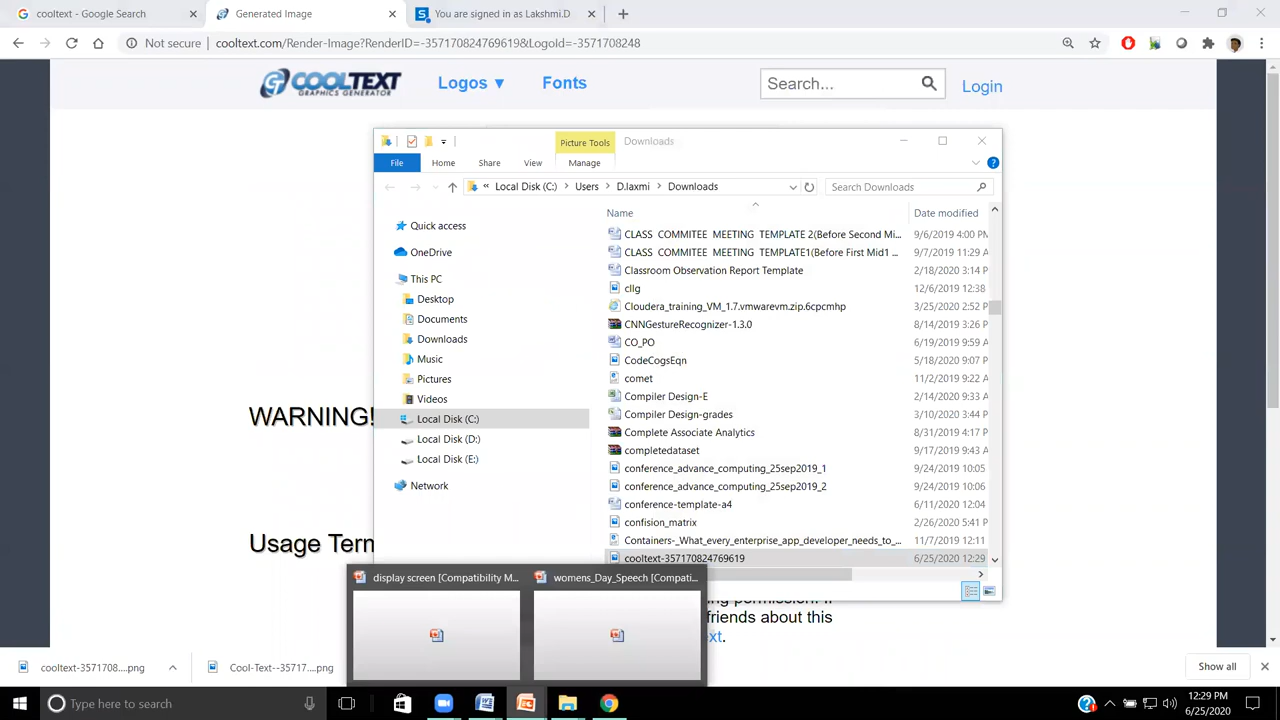 cooltext - Google Search
Generated Image
You are signed in as Lakshmi.D
Not secure
cooltext.com/Render-Image?RenderID=-357170824769619&LogoId=-3571708248
COOLTEXT
GRAPHICS GENERATOR
Logos ▼
Fonts
Search...
Login
Picture Tools
Downloads
File
Home
Share
View
Manage
« Local Disk (C:) > Users > D.laxmi > Downloads
Search Downloads
Name
Date modified
Quick access
OneDrive
This PC
Desktop
Documents
Downloads
Music
Pictures
Videos
Local Disk (C:)
Local Disk (D:)
Local Disk (E:)
Network
CLASS COMMITEE MEETING TEMPLATE 2(Before Second Mi... 9/6/2019 4:00 PM
CLASS COMMITEE MEETING TEMPLATE1(Before First Mid1 ... 9/7/2019 11:29 A
Classroom Observation Report Template 2/18/2020 3:14 P
cllg 12/6/2019 12:38
Cloudera_training_VM_1.7.vmwarevm.zip.6cpcmhp 3/25/2020 2:52 P
CNNGestureRecognizer-1.3.0 8/14/2019 3:26 P
CO_PO 6/19/2019 9:59 A
CodeCogsEqn 5/18/2020 9:07 P
comet 11/2/2019 9:22 A
Compiler Design-E 2/14/2020 9:33 A
Compiler Design-grades 3/10/2020 3:44 P
Complete Associate Analytics 8/31/2019 4:17 P
completedataset 9/17/2019 9:43 A
conference_advance_computing_25sep2019_1 9/24/2019 10:05
conference_advance_computing_25sep2019_2 9/24/2019 10:06
conference-template-a4 6/11/2020 12:04
confision_matrix 2/26/2020 5:41 P
Containers-_What_every_enterprise_app_developer_needs_to_... 11/7/2019 12:11
cooltext-357170824769619 6/25/2020 12:29
WARNING!
Usage Term
friends about this
xt.
display screen [Compatibility M...
womens_Day_Speech [Compati...
cooltext-3571708....png
Cool-Text--35717....png
Show all
Type here to search
12:29 PM
6/25/2020